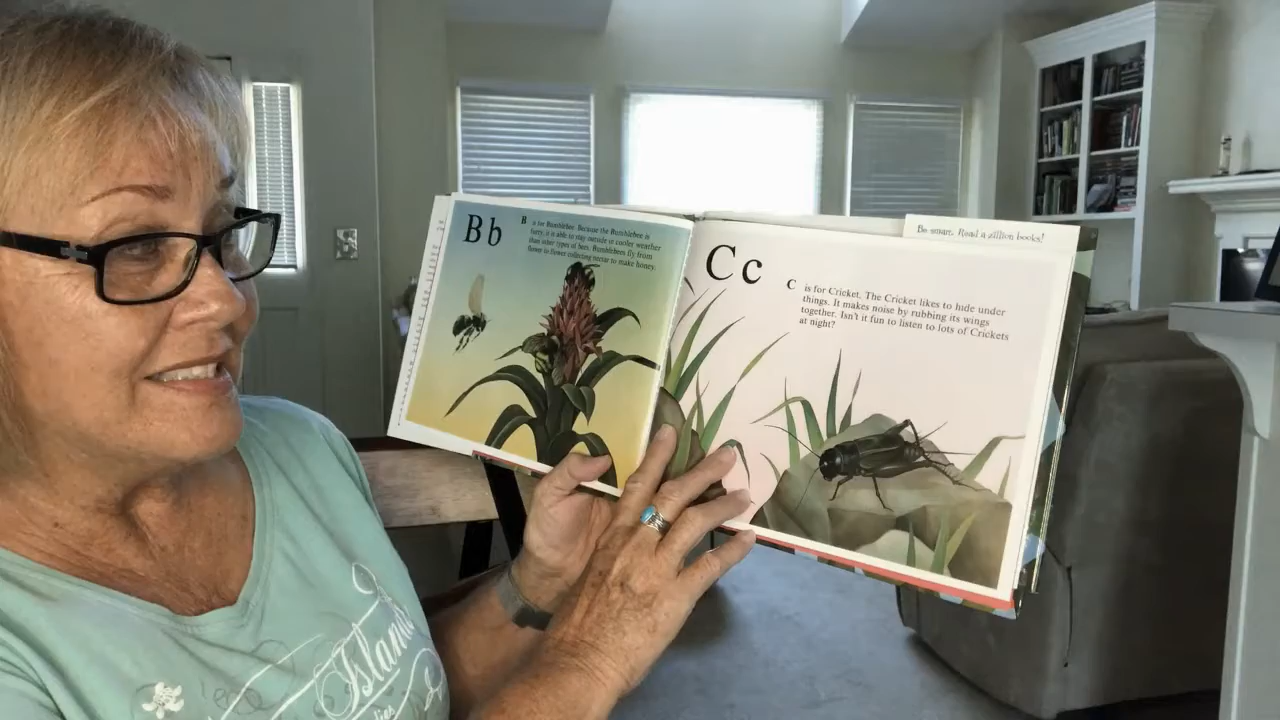 Bb
B is for Bumblebee. Because the Bumblebee is
furry, it is able to stay outside in cooler weather
than other types of bees. Bumblebees fly from
flower to flower collecting nectar to make honey.
Be smart. Read a zillion books!
Cc
C is for Cricket. The Cricket likes to hide under
things. It makes noise by rubbing its wings
together. Isn't it fun to listen to lots of Crickets
at night?
Island